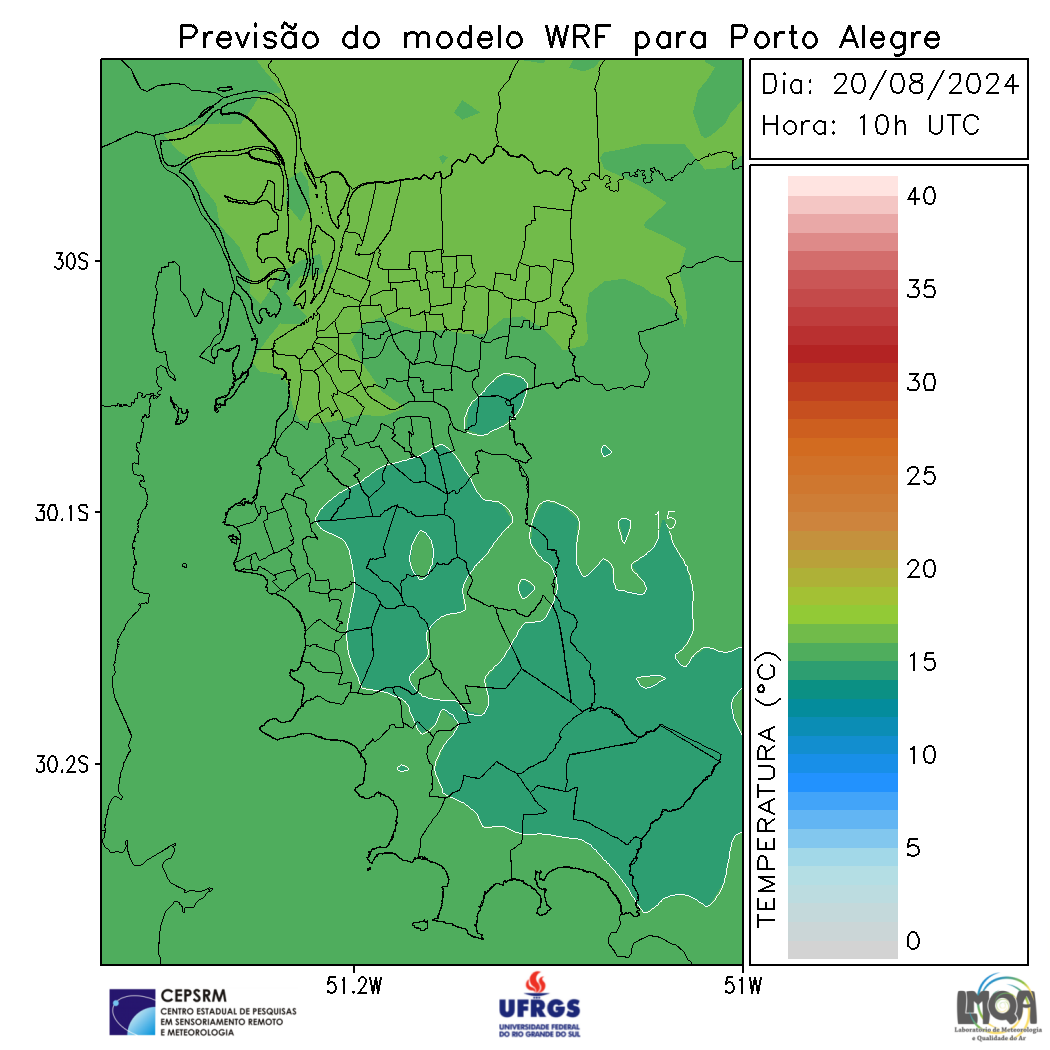 Previsão do modelo WRF para Porto Alegre
Dia: 20/08/2024
Hora: 10h UTC
30S
30.1S
30.2S
51.2W
51W
15
TEMPERATURA (°C)
40
35
30
25
20
15
10
5
0
CEPSRM
CENTRO ESTADUAL DE PESQUISAS
EM SENSORIAMENTO REMOTO
E METEOROLOGIA
UFRGS
UNIVERSIDADE FEDERAL
DO RIO GRANDE DO SUL
LMQA
Laboratório de Meteorologia
e Qualidade do Ar